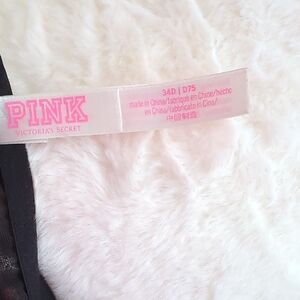 PINK
VICTORIA'S SECRET
34D | D75
made in China/fabriqué en Chine/hecho
en China/fabbricato in Cina/
中国制造